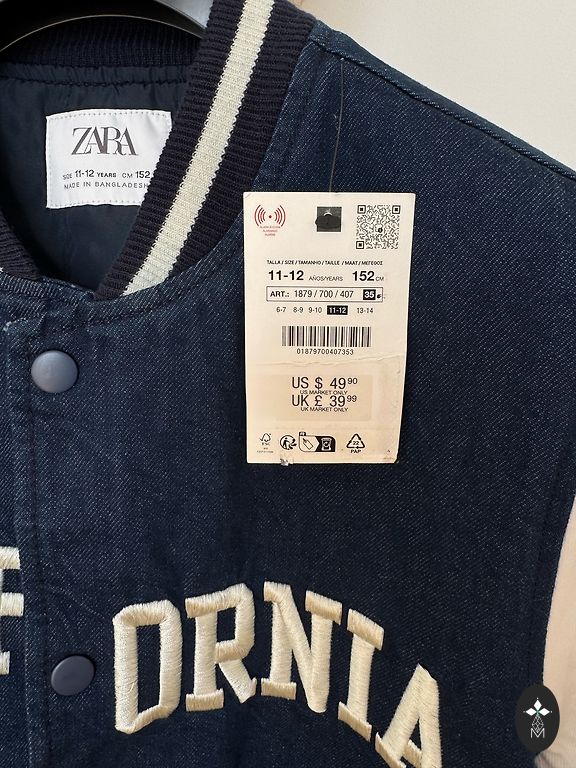 ZARA
SIZE 11-12 YEARS CM 152
MADE IN BANGLADESH
TALLA / SIZE / TAMANHO / TAILLE / MAAT / ΜΕΓΕΘΟΣ
11-12 AÑOS/YEARS 152 CM
ART.: 1879 / 700 / 407 35
6-7 8-9 9-10 11-12 13-14
01879700407353
US $ 49.90
US MARKET ONLY
UK £ 39.99
UK MARKET ONLY
FSC
22
PAP
F
ORNIA
M